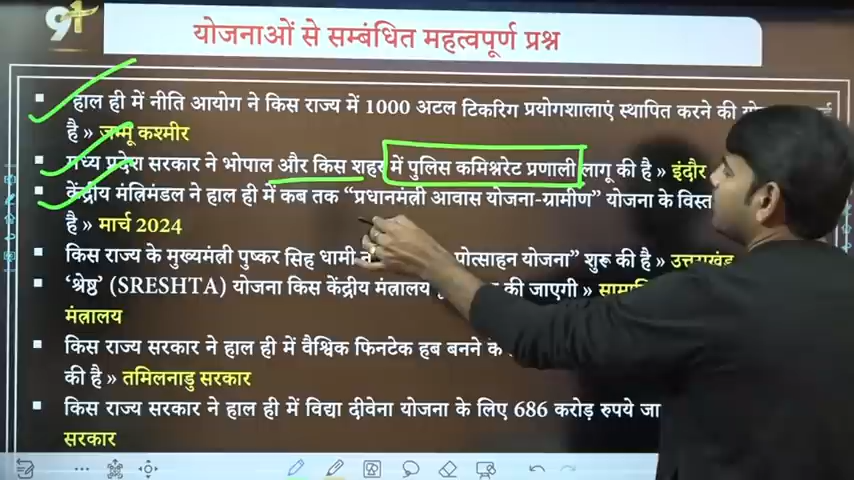 91
योजनाओं से सम्बंधित महत्वपूर्ण प्रश्न
हाल ही में नीति आयोग ने किस राज्य में 1000 अटल टिकरिंग प्रयोगशालाएं स्थापित करने की
है » जम्मू कश्मीर
मध्य प्रदेश सरकार ने भोपाल और किस शहर में पुलिस कमिश्नरेट प्रणाली लागू की है » इंदौर
केंद्रीय मंत्रिमंडल ने हाल ही में कब तक “प्रधानमंत्री आवास योजना-ग्रामीण” योजना के
है » मार्च 2024
किस राज्य के मुख्यमंत्री पुष्कर सिंह धामी योजना” शुरू की है » उत्तराखण्ड
‘श्रेष्ठ’ (SRESHTA) योजना किस केंद्रीय मंत्रालय की जाएगी »
मंत्रालय
किस राज्य सरकार ने हाल ही में वैश्विक फिनटेक हब बनने
की है » तमिलनाडु सरकार
किस राज्य सरकार ने हाल ही में विद्या दीवेना योजना के लिए 686 करोड़ रुपये
सरकार